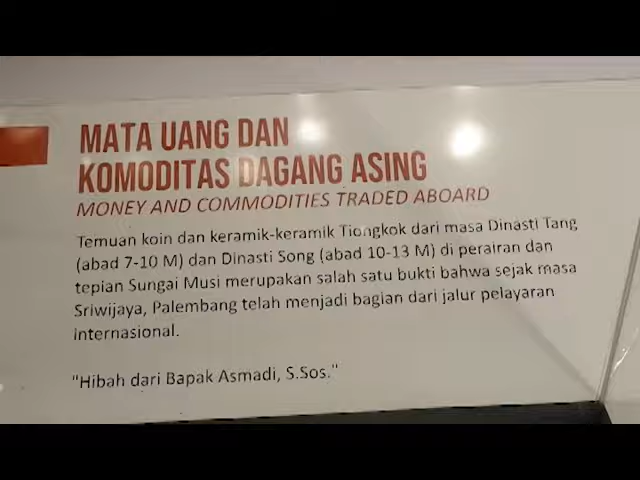 MATA UANG DAN
KOMODITAS DAGANG ASING
MONEY AND COMMODITIES TRADED ABOARD
Temuan koin dan keramik-keramik Tiongkok dari masa Dinasti Tang
(abad 7-10 M) dan Dinasti Song (abad 10-13 M) di perairan dan
tepian Sungai Musi merupakan salah satu bukti bahwa sejak masa
Sriwijaya, Palembang telah menjadi bagian dari jalur pelayaran
internasional.
"Hibah dari Bapak Asmadi, S.Sos."